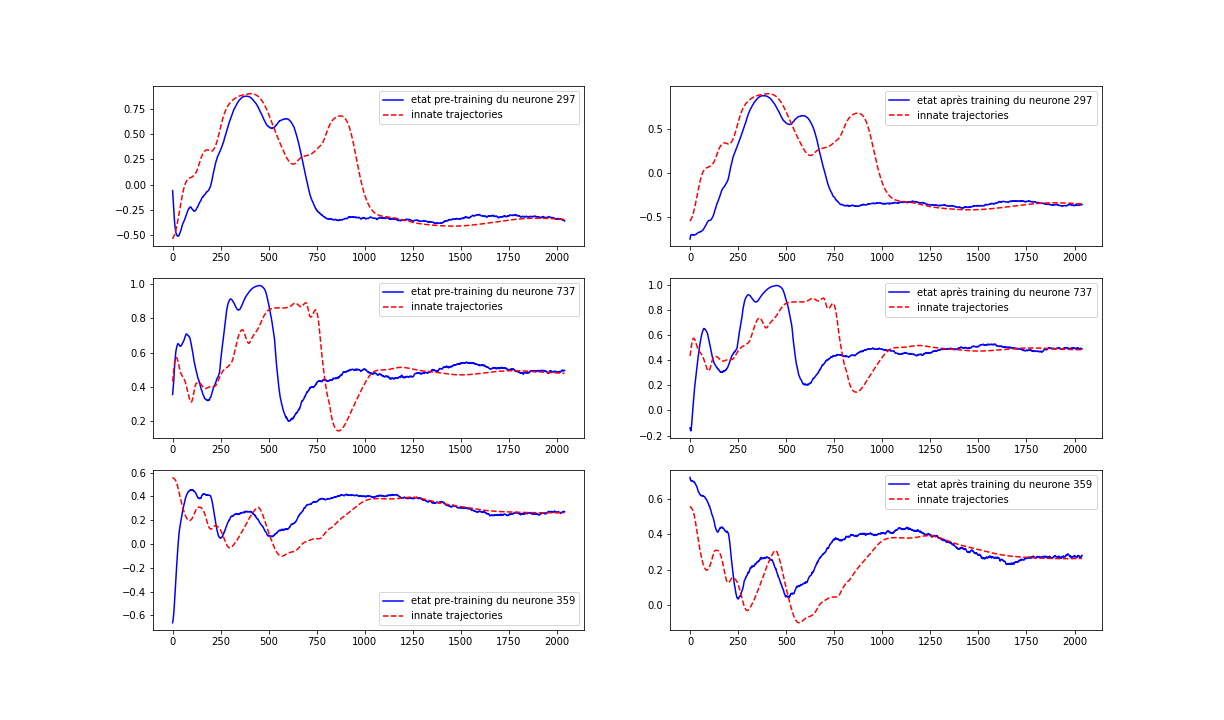 0.75
0.50
0.25
0.00
−0.25
−0.50
0 250 500 750 1000 1250 1500 1750 2000
etat pre-training du neurone 297
innate trajectories
0.5
0.0
−0.5
0 250 500 750 1000 1250 1500 1750 2000
etat après training du neurone 297
innate trajectories
1.0
0.8
0.6
0.4
0.2
0 250 500 750 1000 1250 1500 1750 2000
etat pre-training du neurone 737
innate trajectories
1.0
0.8
0.6
0.4
0.2
0.0
−0.2
0 250 500 750 1000 1250 1500 1750 2000
etat après training du neurone 737
innate trajectories
0.6
0.4
0.2
0.0
−0.2
−0.4
−0.6
0 250 500 750 1000 1250 1500 1750 2000
etat pre-training du neurone 359
innate trajectories
0.6
0.4
0.2
0.0
0 250 500 750 1000 1250 1500 1750 2000
etat après training du neurone 359
innate trajectories